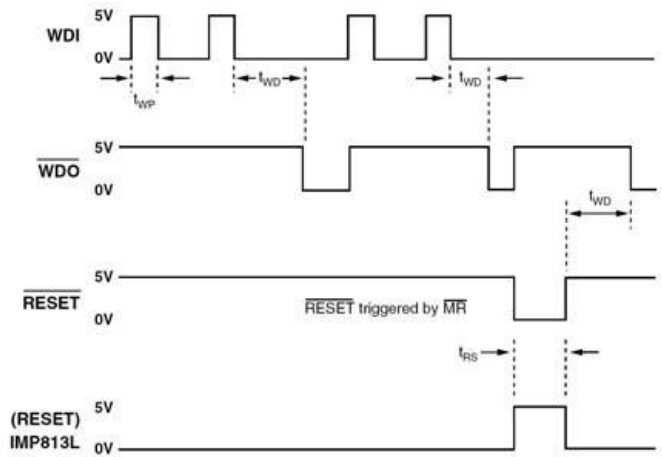 WDI
5V
0V
tWP
tWD
tWD
WDO
5V
0V
tWD
RESET
5V
0V
RESET triggered by MR
tRS
(RESET)
IMP813L
5V
0V